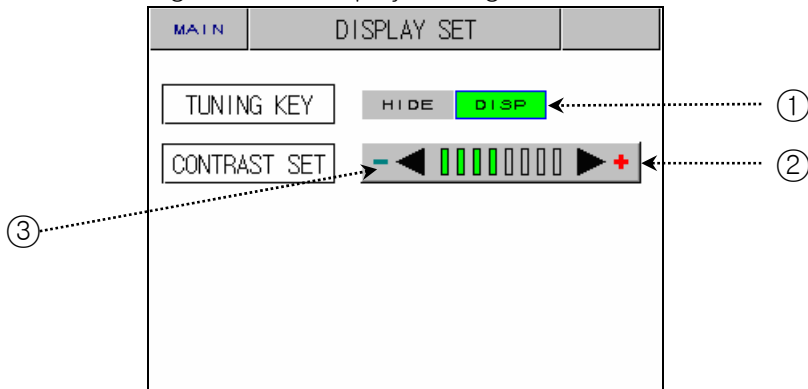 MAIN DISPLAY SET
TUNING KEY HIDE DISP ①
CONTRAST SET - + ②
③